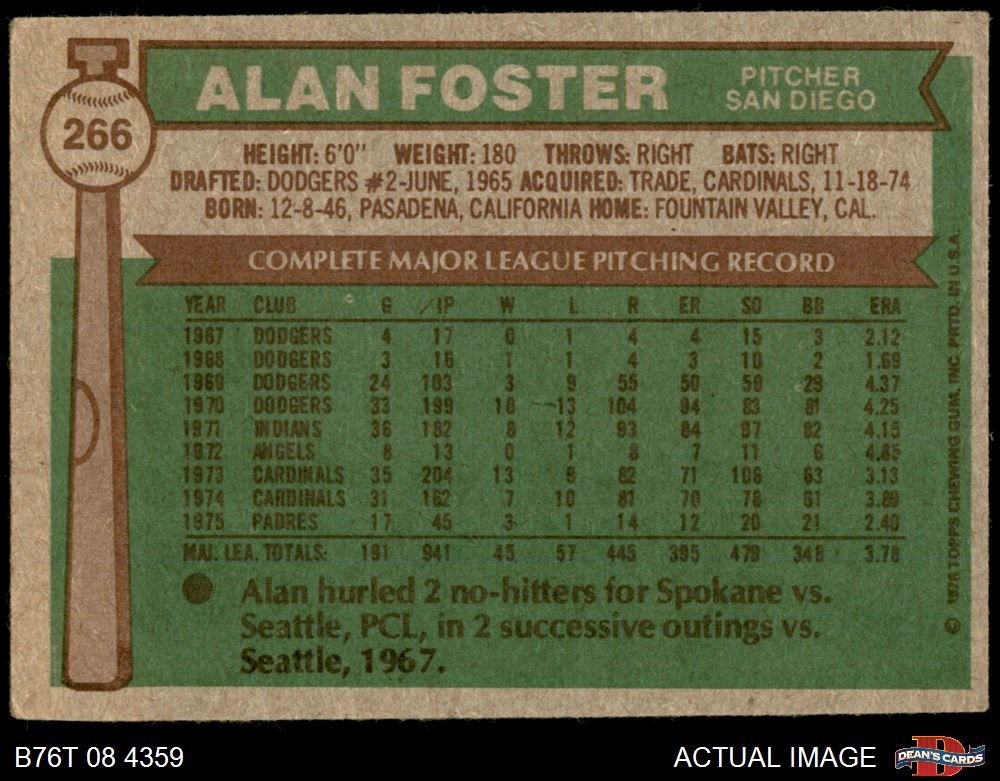 266
ALAN FOSTER
PITCHER
SAN DIEGO
HEIGHT: 6'0" WEIGHT: 180 THROWS: RIGHT BATS: RIGHT
DRAFTED: DODGERS #2-JUNE, 1965 ACQUIRED: TRADE, CARDINALS, 11-18-74
BORN: 12-8-46, PASADENA, CALIFORNIA HOME: FOUNTAIN VALLEY, CAL.
COMPLETE MAJOR LEAGUE PITCHING RECORD
YEAR CLUB G IP W L R ER SO BB ERA
1967 DODGERS 4 17 0 1 4 4 15 3 2.12
1968 DODGERS 3 16 1 1 4 3 10 2 1.69
1969 DODGERS 24 103 3 9 55 50 59 29 4.37
1970 DODGERS 33 199 10 13 104 94 83 81 4.25
1971 INDIANS 36 182 8 12 93 84 97 82 4.15
1972 ANGELS 8 13 0 1 8 7 11 6 4.85
1973 CARDINALS 35 204 13 9 82 71 106 63 3.13
1974 CARDINALS 31 162 7 10 81 70 78 61 3.89
1975 PADRES 17 45 3 1 14 12 20 21 2.40
MAJ. LEA. TOTALS: 191 941 45 57 445 395 479 348 3.78
Alan hurled 2 no-hitters for Spokane vs.
Seattle, PCL, in 2 successive outings vs.
Seattle, 1967.
© 1976 TOPPS CHEWING GUM, INC. PRTD. IN U.S.A.
B76T 08 4359
ACTUAL IMAGE
D
DEAN'S CARDS